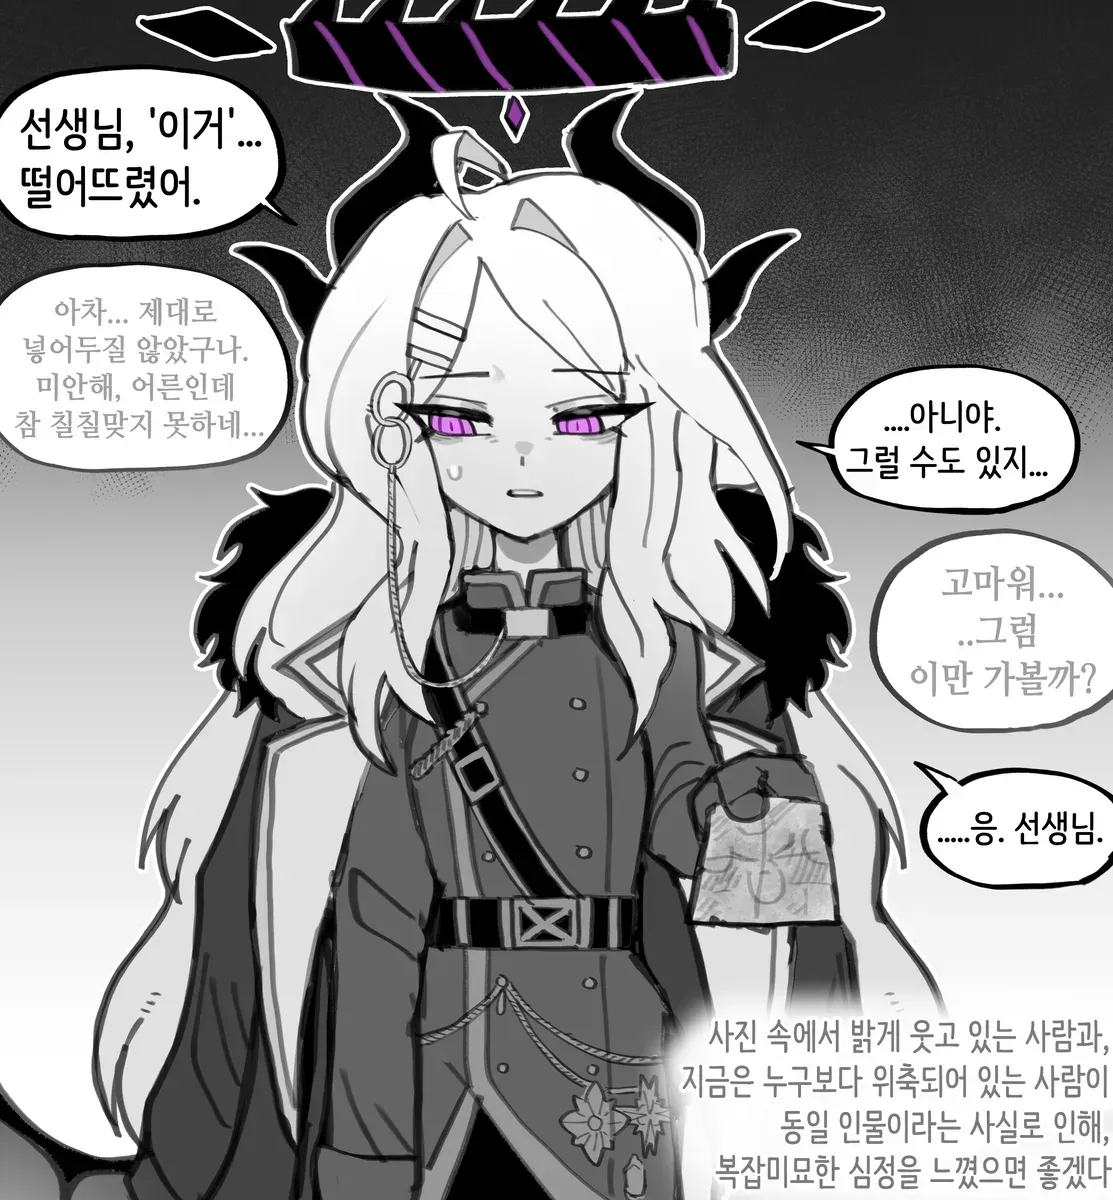 선생님, '이거'...
떨어뜨렸어.
아차... 제대로
넣어두질 않았구나.
미안해, 어른인데
참 칠칠맞지 못하네...
....아니야.
그럴 수도 있지...
고마워...
..그럼
이만 가볼까?
......응. 선생님.
사진 속에서 밝게 웃고 있는 사람과,
지금은 누구보다 위축되어 있는 사람이
동일 인물이라는 사실로 인해,
복잡미묘한 심정을 느꼈으면 좋겠다